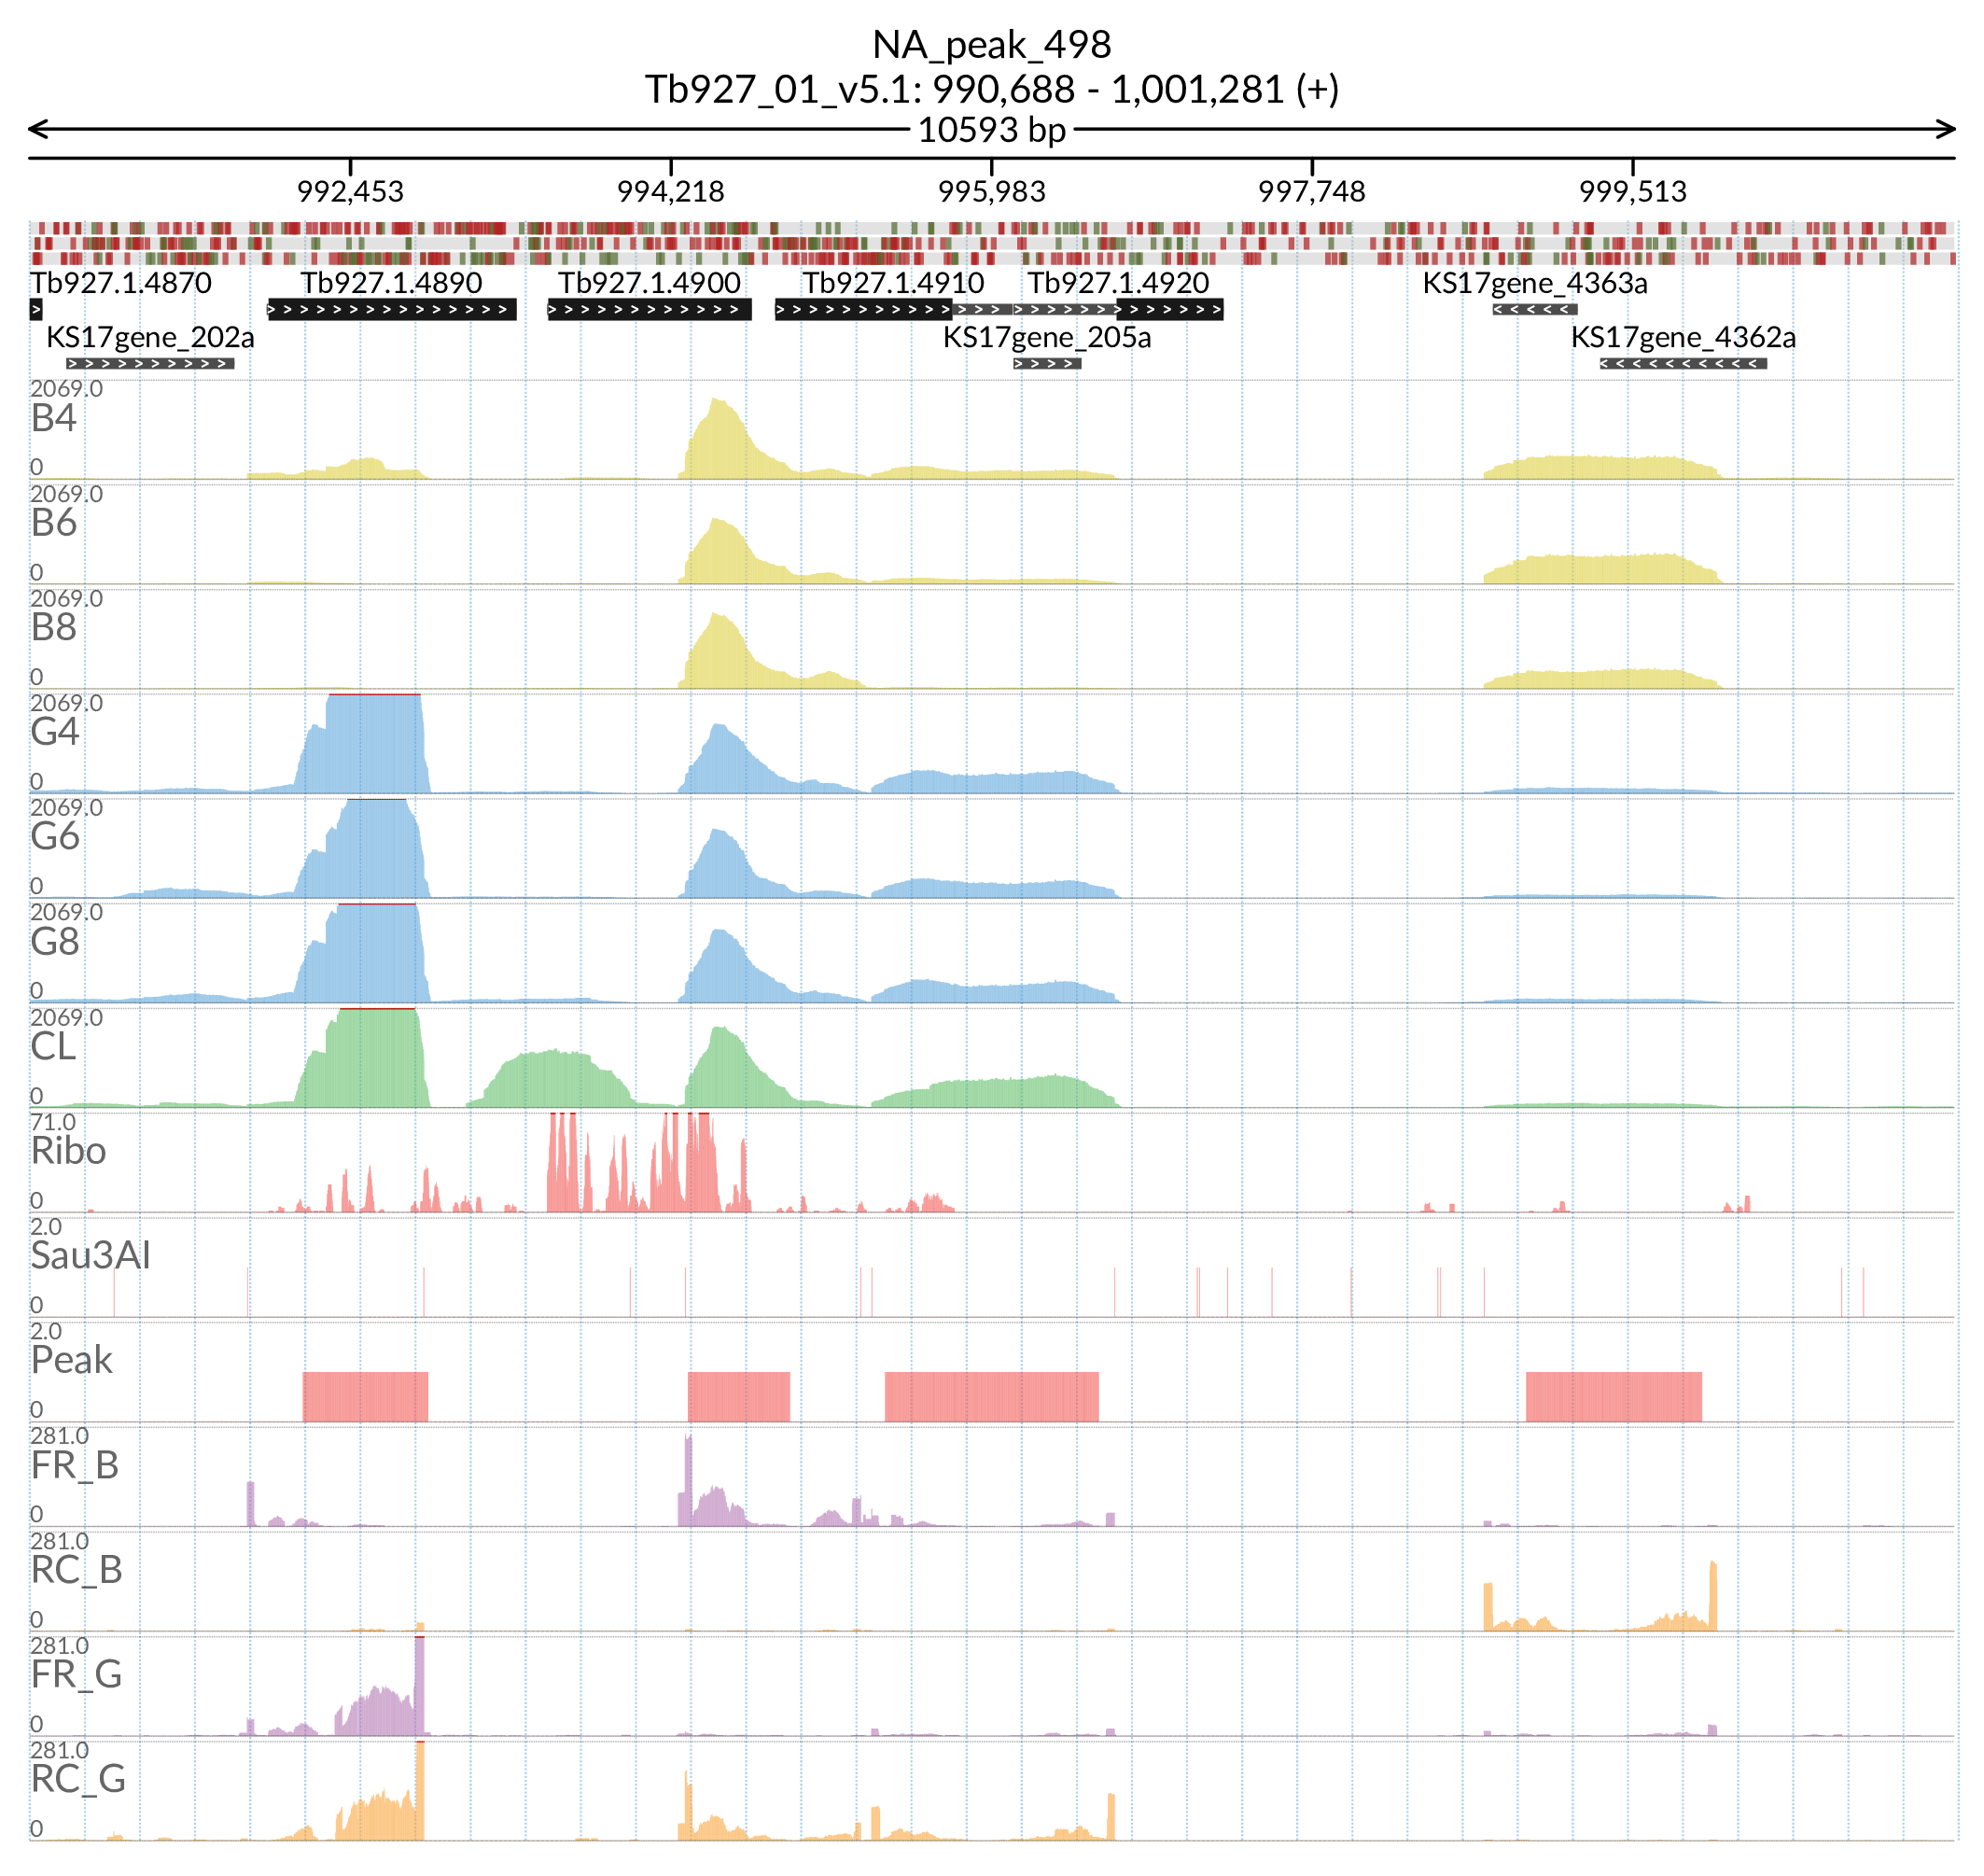 NA_peak_498
Tb927_01_v5.1: 990,688 - 1,001,281 (+)
10593 bp
992,453 994,218 995,983 997,748 999,513
Tb927.1.4870 Tb927.1.4890 Tb927.1.4900 Tb927.1.4910 Tb927.1.4920 KS17gene_4363a
KS17gene_202a KS17gene_205a KS17gene_4362a
2069.0
B4
0
2069.0
B6
0
2069.0
B8
0
2069.0
G4
0
2069.0
G6
0
2069.0
G8
0
2069.0
CL
0
71.0
Ribo
0
2.0
Sau3AI
0
2.0
Peak
0
281.0
FR_B
0
281.0
RC_B
0
281.0
FR_G
0
281.0
RC_G
0